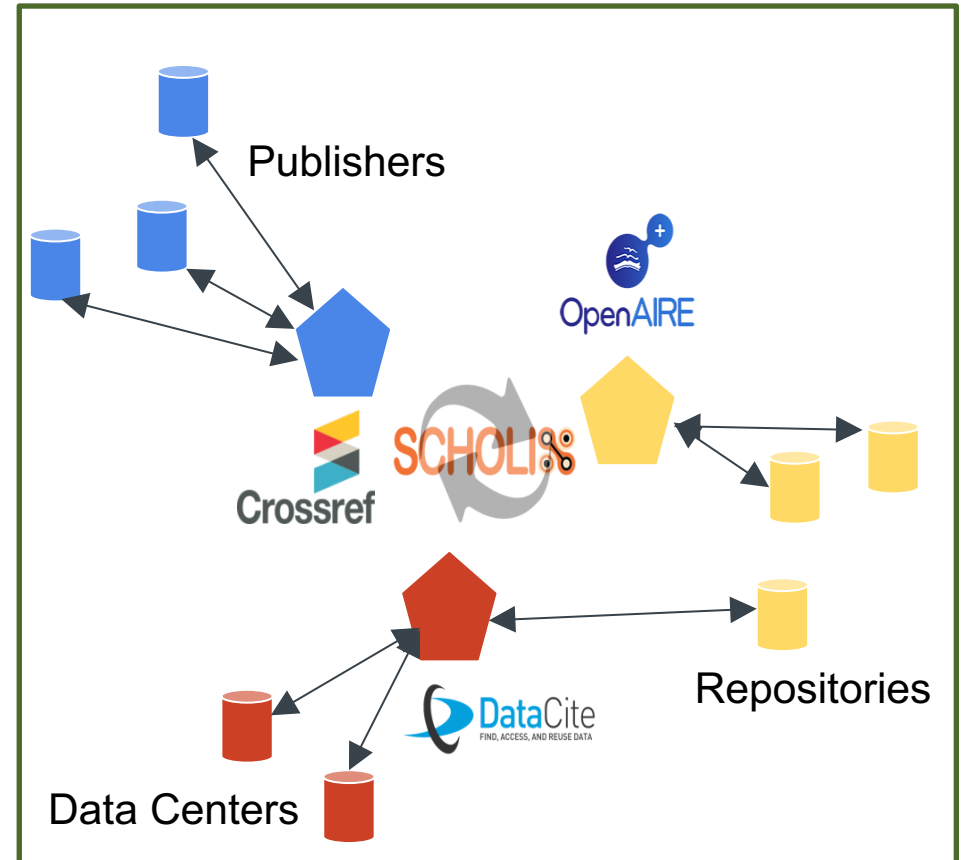 Publishers
+
OpenAIRE
SCHOLIX
Crossref
DataCite
FIND, ACCESS, AND REUSE DATA
Repositories
Data Centers